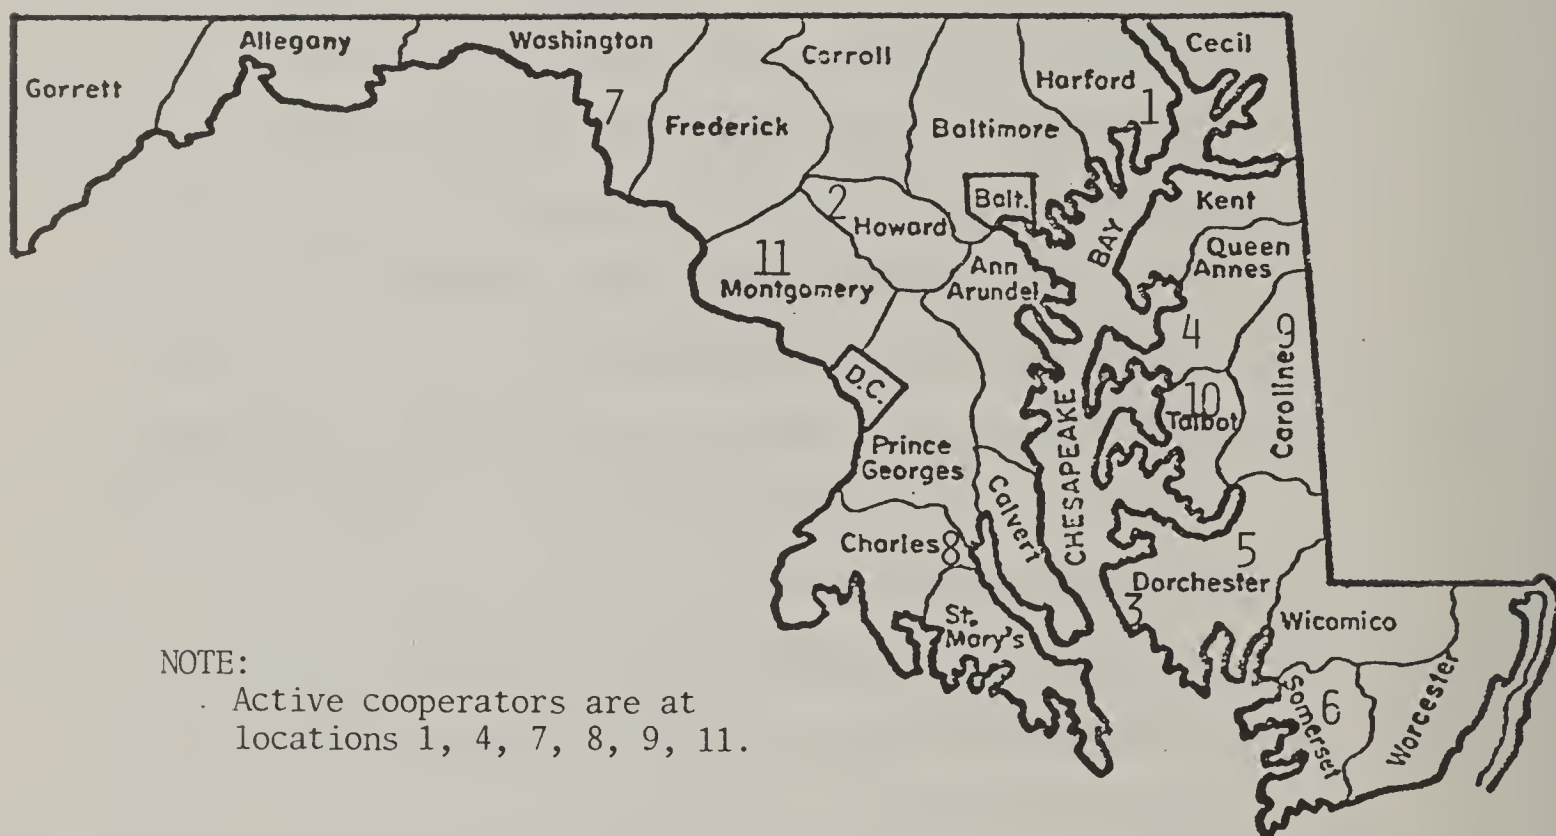 Garrett
Allegany
Washington
7
Frederick
Carroll
Baltimore
Harford
1
Cecil
Balt.
Kent
BAY
Queen
Annes
2
Howard
11
Montgomery
Ann
Arundel
4
9
Caroline
10
Talbot
D.C.
CHESAPEAKE
Prince
Georges
Calvert
Charles
8
St.
Mary's
5
Dorchester
3
Wicomico
Somerset
6
Worcester
NOTE:
Active cooperators are at
locations 1, 4, 7, 8, 9, 11.